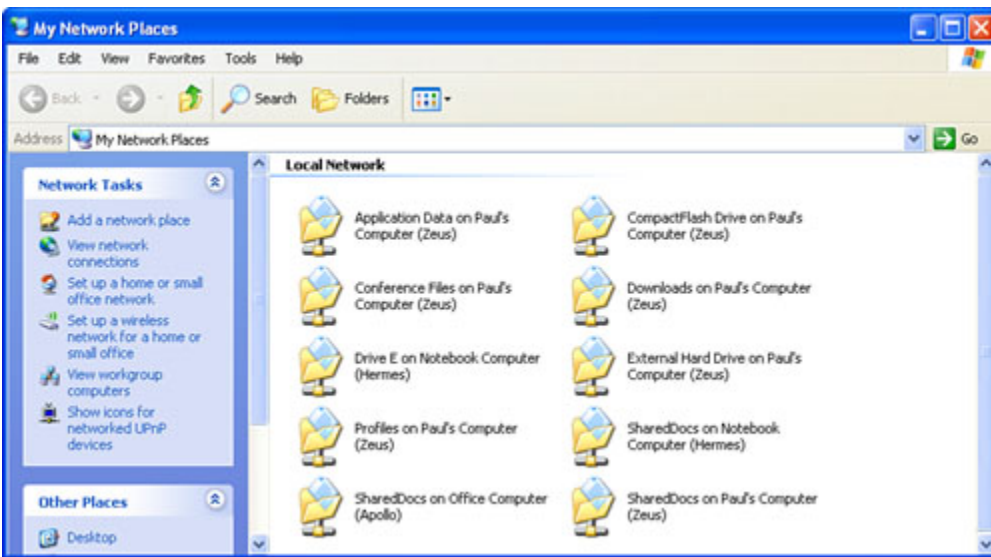 My Network Places
File Edit View Favorites Tools Help
Back Search Folders
Address My Network Places Go
Network Tasks
Add a network place
View network
connections
Set up a home or small
office network
Set up a wireless
network for a home or
small office
View workgroup
computers
Show icons for
networked UPnP
devices
Other Places
Desktop
Local Network
Application Data on Paul's
Computer (Zeus)
CompactFlash Drive on Paul's
Computer (Zeus)
Conference Files on Paul's
Computer (Zeus)
Downloads on Paul's Computer
(Zeus)
Drive E on Notebook Computer
(Hermes)
External Hard Drive on Paul's
Computer (Zeus)
Profiles on Paul's Computer
(Zeus)
SharedDocs on Notebook
Computer (Hermes)
SharedDocs on Office Computer
(Apollo)
SharedDocs on Paul's Computer
(Zeus)